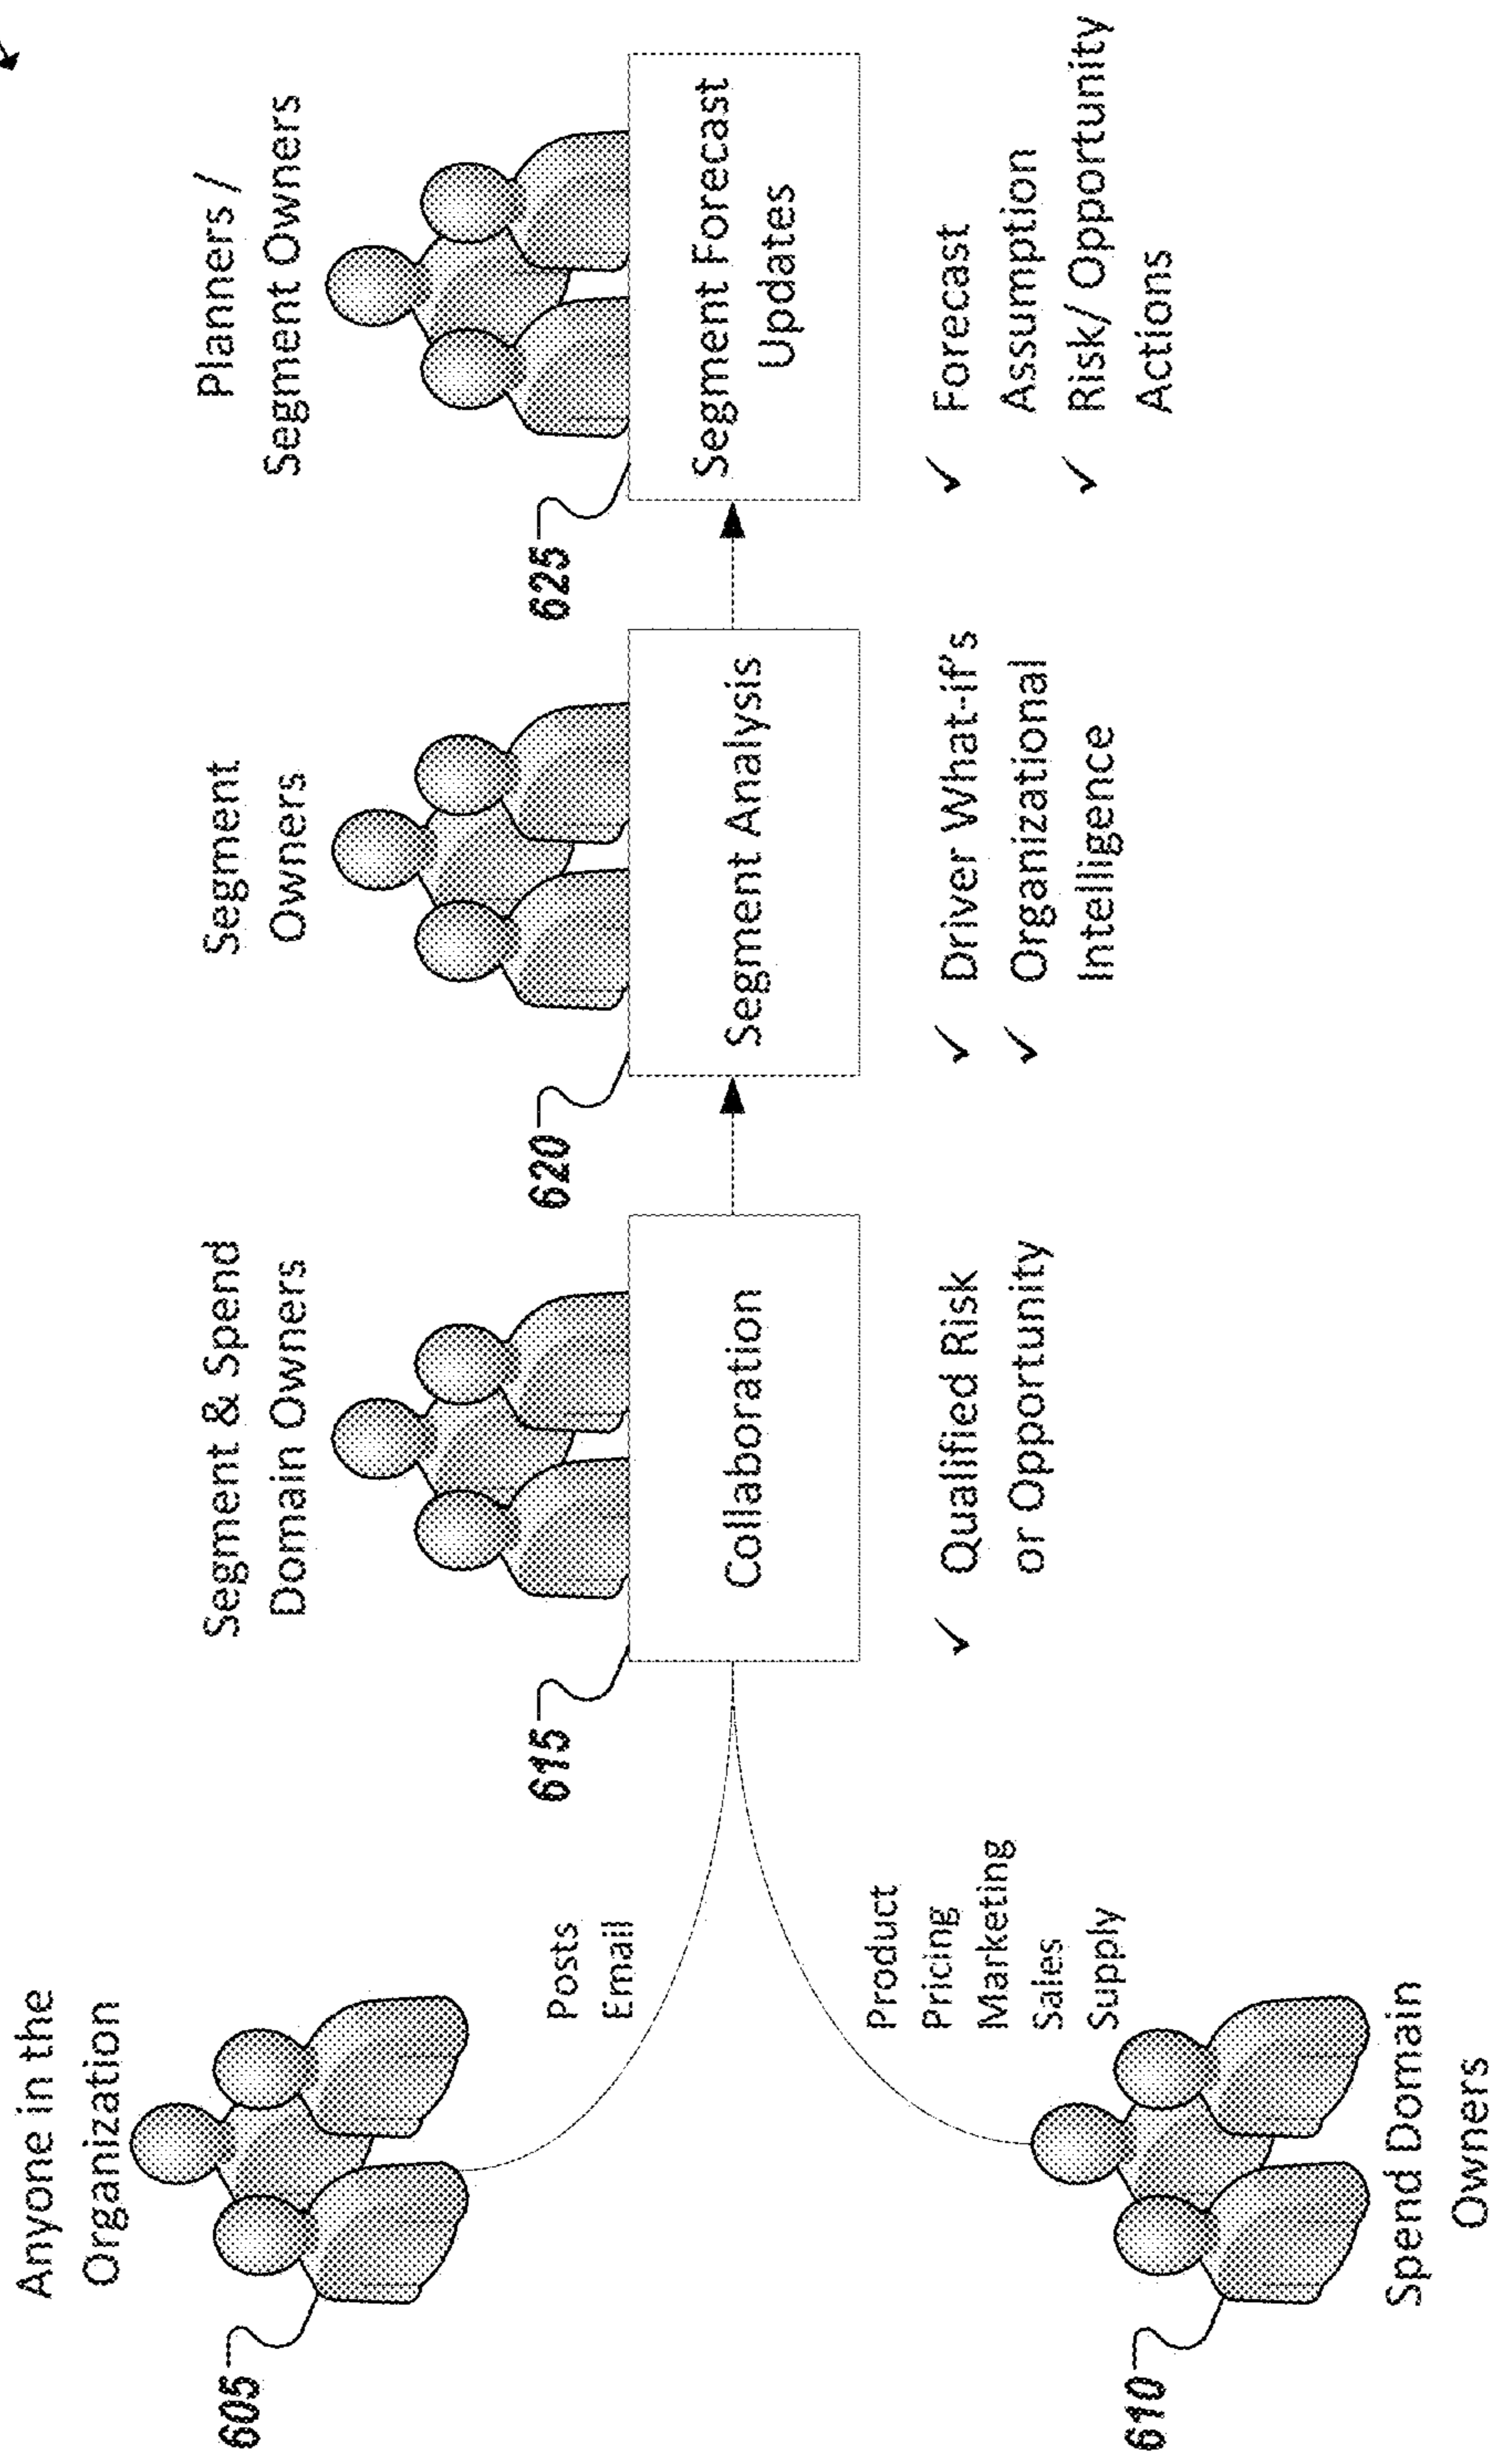 Anyone in the
Organization
605
Posts
Email
Product
Pricing
Marketing
Sales
Supply
610
Spend Domain
Owners
Segment & Spend
Domain Owners
615
Collaboration
✓ Qualified Risk
or Opportunity
Segment
Owners
620
Segment Analysis
✓ Driver What-if's
✓ Organizational
Intelligence
Planners /
Segment Owners
625
Segment Forecast
Updates
✓ Forecast
Assumption
✓ Risk/ Opportunity
Actions